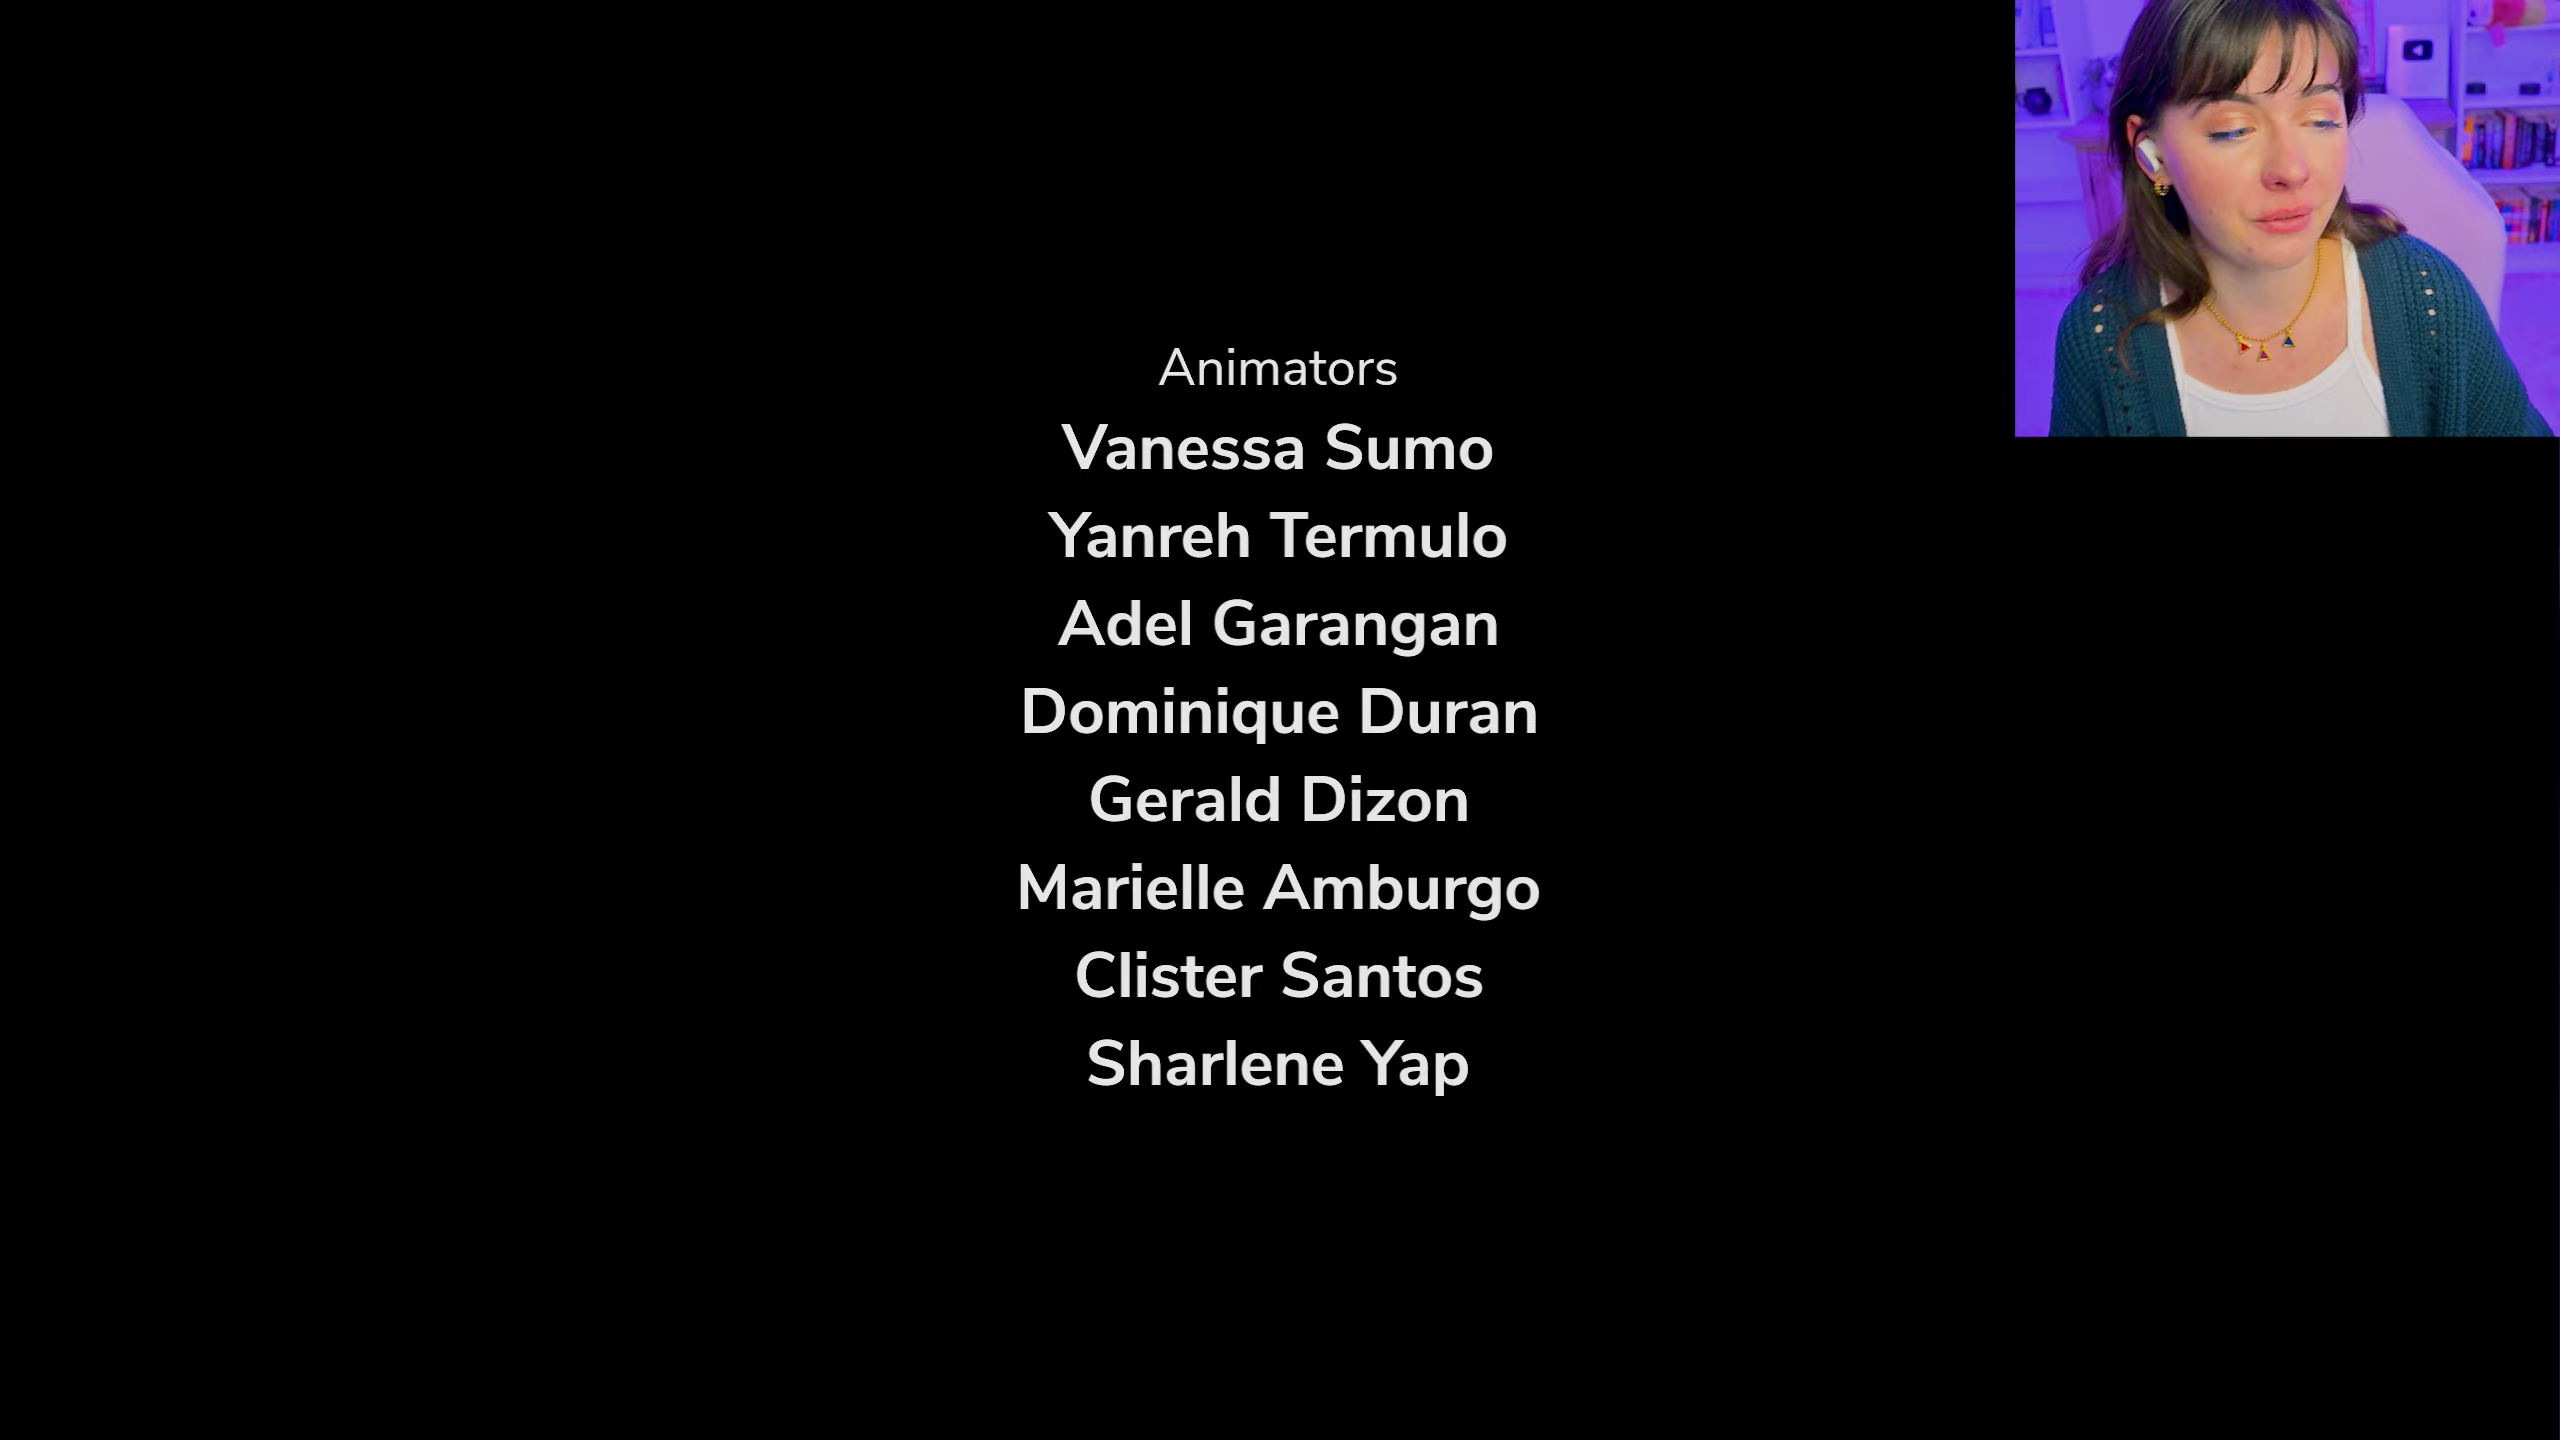 Animators
Vanessa Sumo
Yanreh Termulo
Adel Garangan
Dominique Duran
Gerald Dizon
Marielle Amburgo
Clister Santos
Sharlene Yap